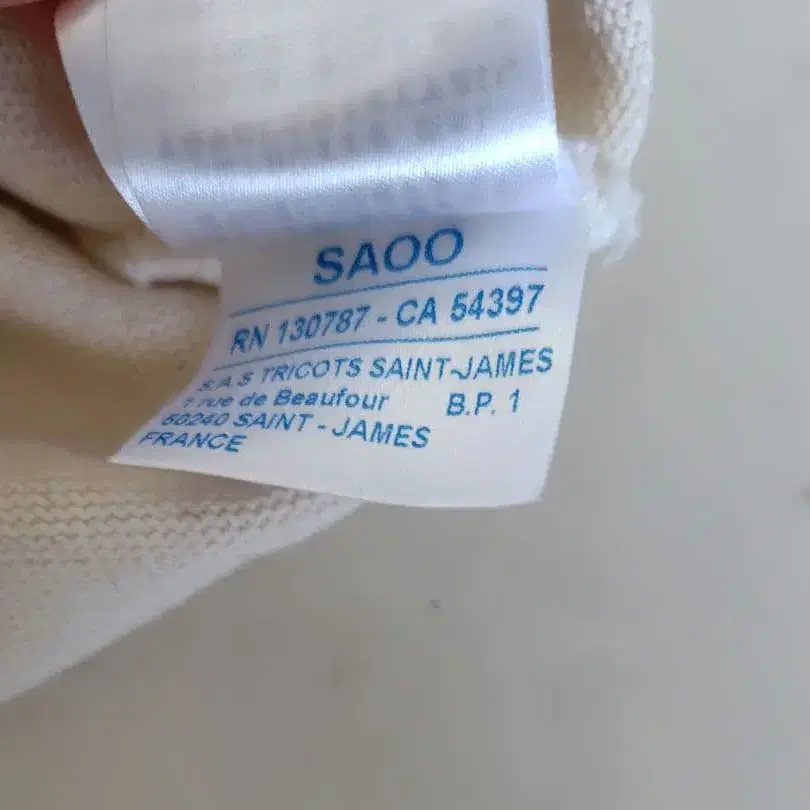 SAOO
RN 130787 - CA 54397
S.A.S TRICOTS SAINT-JAMES
rue de Beaufour B.P. 1
50240 SAINT - JAMES
FRANCE